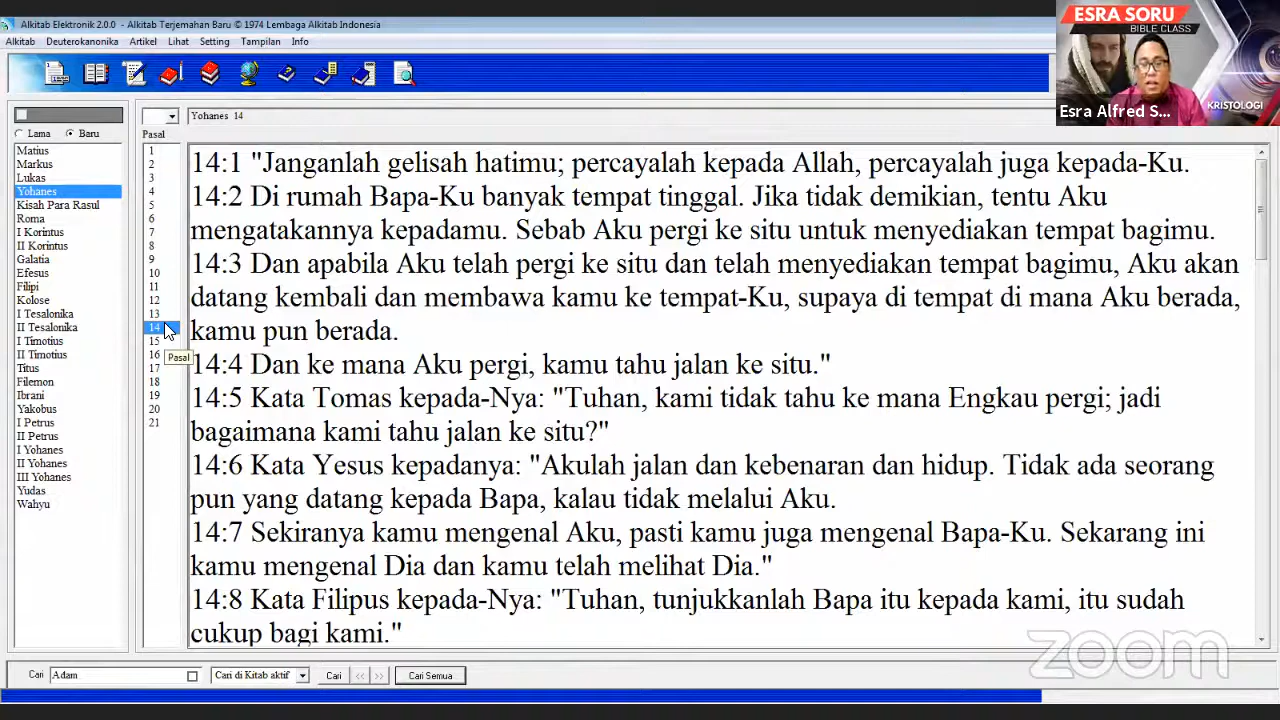 Alkitab Elektronik 2.0.0 - Alkitab Terjemahan Baru © 1974 Lembaga Alkitab Indonesia
Alkitab Deuterokanonika Artikel Lihat Setting Tampilan Info
ESRA SORU
BIBLE CLASS
KRISTOLOGI
Esra Alfred S...
Lama Baru
Matius
Markus
Lukas
Yohanes
Kisah Para Rasul
Roma
I Korintus
II Korintus
Galatia
Efesus
Filipi
Kolose
I Tesalonika
II Tesalonika
I Timotius
II Timotius
Titus
Filemon
Ibrani
Yakobus
I Petrus
II Petrus
I Yohanes
II Yohanes
III Yohanes
Yudas
Wahyu
Pasal
1
2
3
4
5
6
7
8
9
10
11
12
13
14
15
16
17
18
19
20
21
Pasal
Yohanes 14
14:1 "Janganlah gelisah hatimu; percayalah kepada Allah, percayalah juga kepada-Ku.
14:2 Di rumah Bapa-Ku banyak tempat tinggal. Jika tidak demikian, tentu Aku
mengatakannya kepadamu. Sebab Aku pergi ke situ untuk menyediakan tempat bagimu.
14:3 Dan apabila Aku telah pergi ke situ dan telah menyediakan tempat bagimu, Aku akan
datang kembali dan membawa kamu ke tempat-Ku, supaya di tempat di mana Aku berada,
kamu pun berada.
14:4 Dan ke mana Aku pergi, kamu tahu jalan ke situ."
14:5 Kata Tomas kepada-Nya: "Tuhan, kami tidak tahu ke mana Engkau pergi; jadi
bagaimana kami tahu jalan ke situ?"
14:6 Kata Yesus kepadanya: "Akulah jalan dan kebenaran dan hidup. Tidak ada seorang
pun yang datang kepada Bapa, kalau tidak melalui Aku.
14:7 Sekiranya kamu mengenal Aku, pasti kamu juga mengenal Bapa-Ku. Sekarang ini
kamu mengenal Dia dan kamu telah melihat Dia."
14:8 Kata Filipus kepada-Nya: "Tuhan, tunjukkanlah Bapa itu kepada kami, itu sudah
cukup bagi kami."
Cari Adam Cari di Kitab aktif Cari << >> Cari Semua
zoom